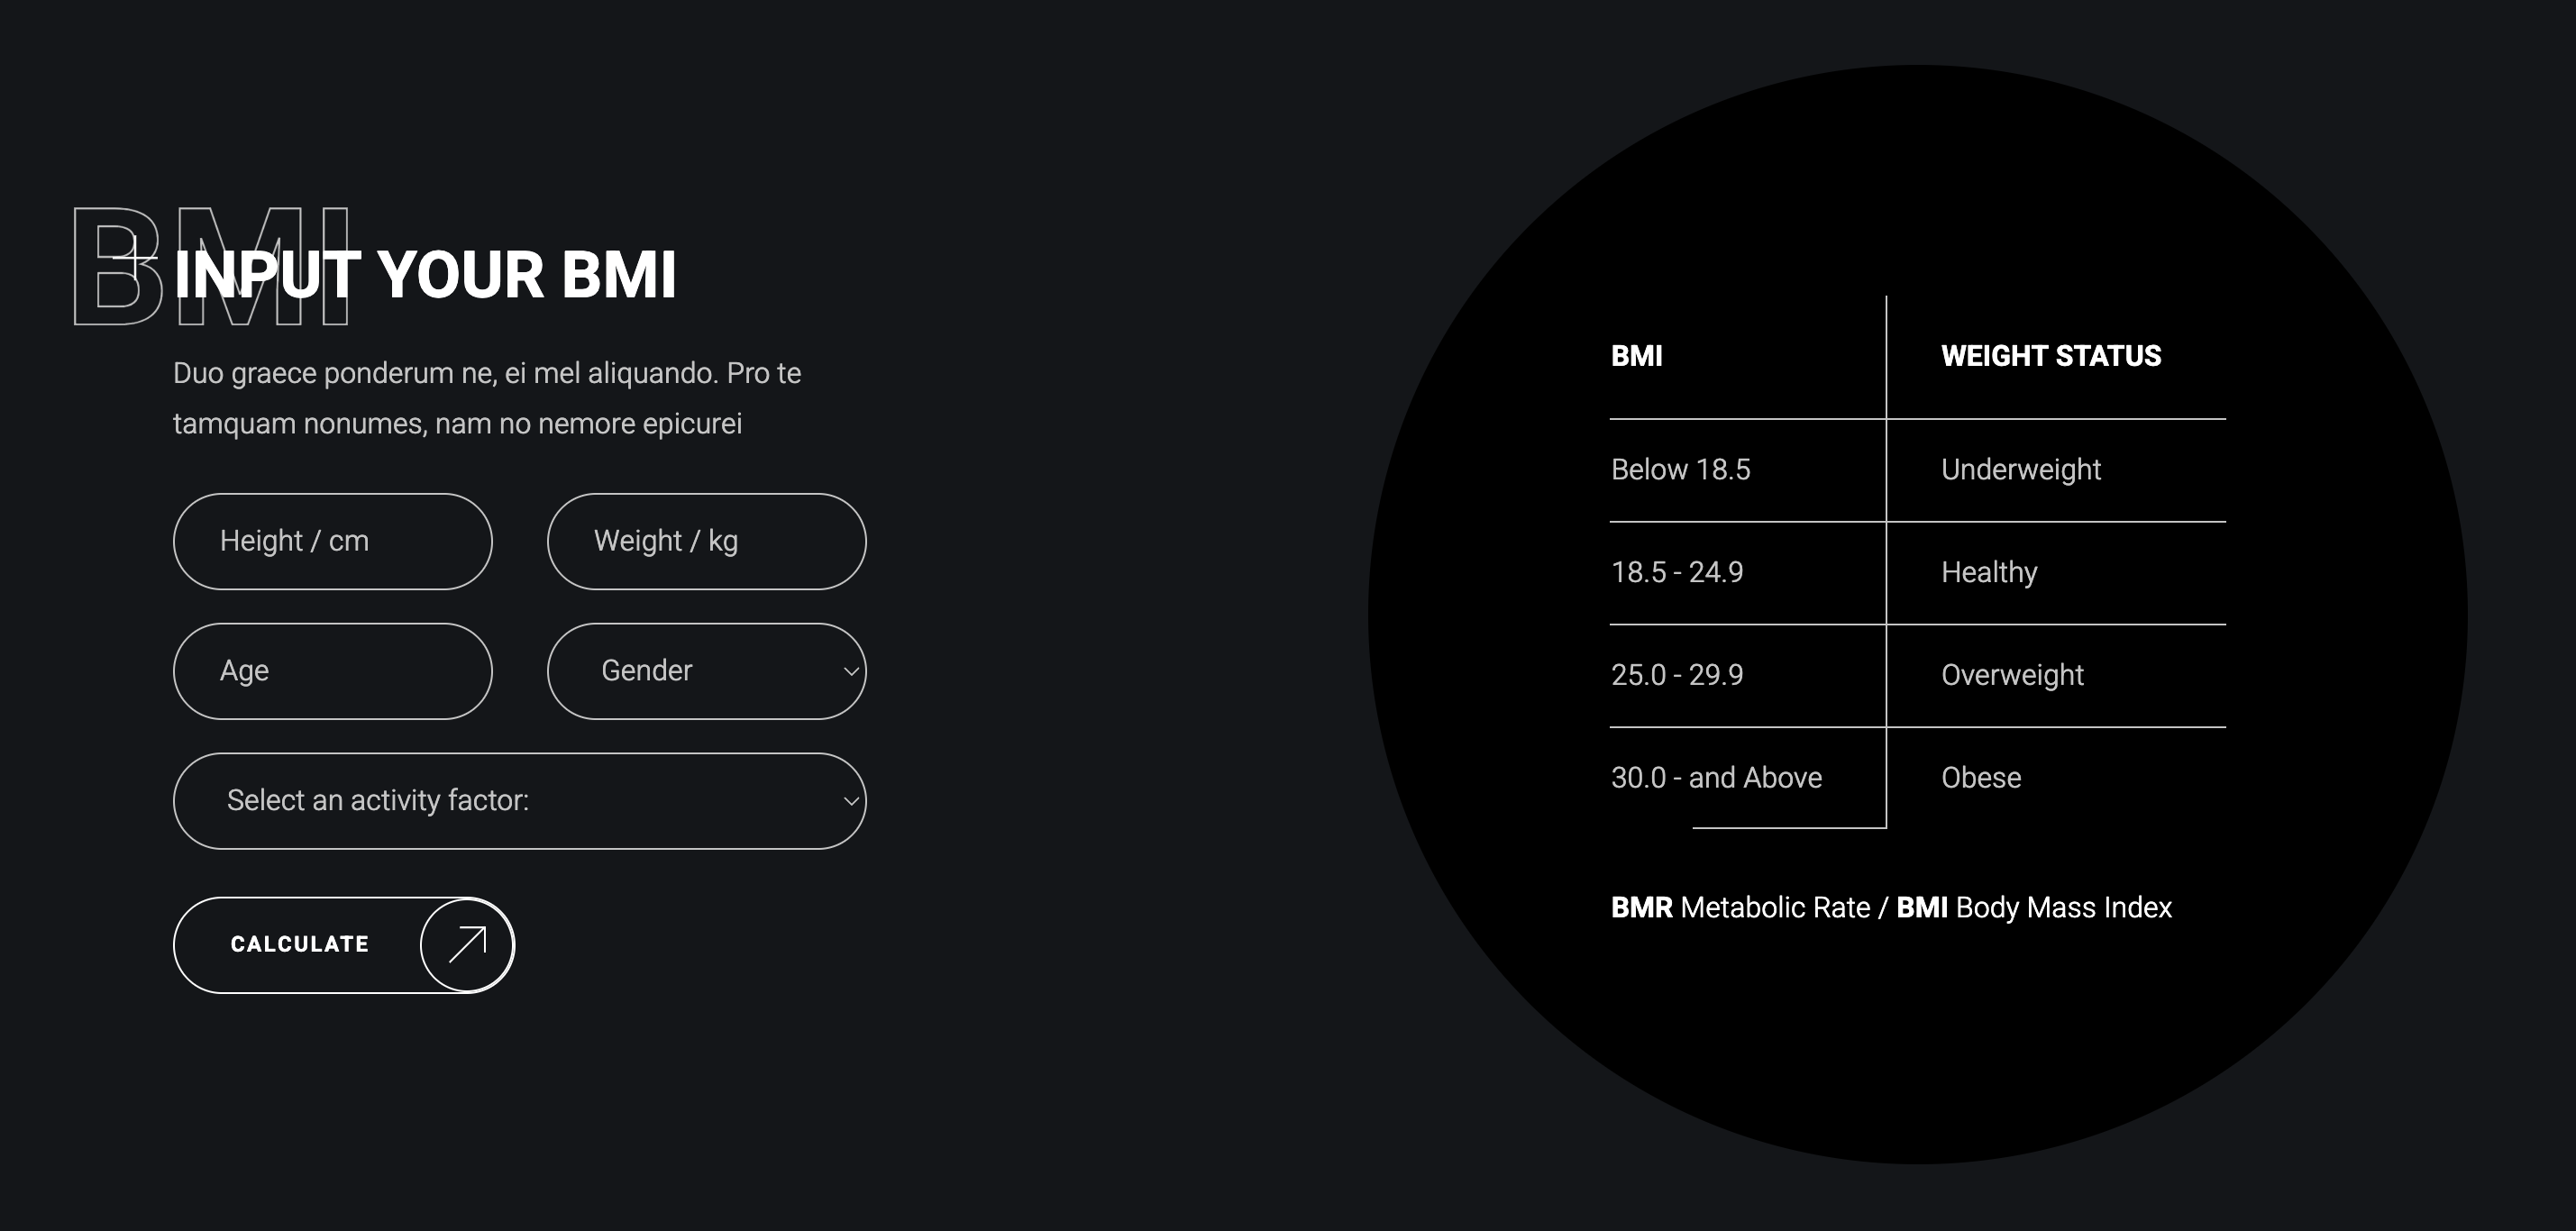 BMI
INPUT YOUR BMI
Duo graece ponderum ne, ei mel aliquando. Pro te
tamquam nonumes, nam no nemore epicurei
Height / cm
Weight / kg
Age
Gender
Select an activity factor:
CALCULATE
BMI WEIGHT STATUS
Below 18.5 Underweight
18.5 - 24.9 Healthy
25.0 - 29.9 Overweight
30.0 - and Above Obese
BMR Metabolic Rate / BMI Body Mass Index